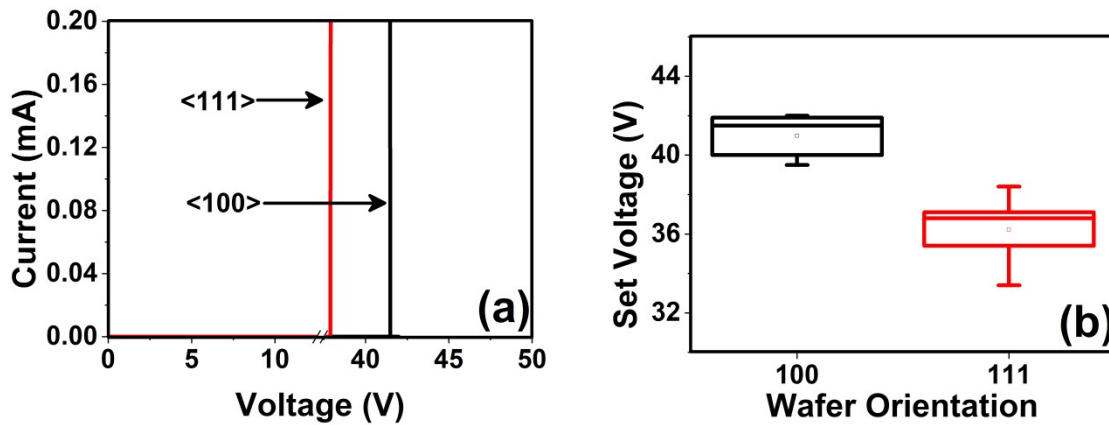 0.20
0.16
0.12
0.08
0.04
0.00
Current (mA)
<111>
<100>
(a)
0 5 10 40 45 50
Voltage (V)
44
40
36
32
Set Voltage (V)
(b)
100 111
Wafer Orientation